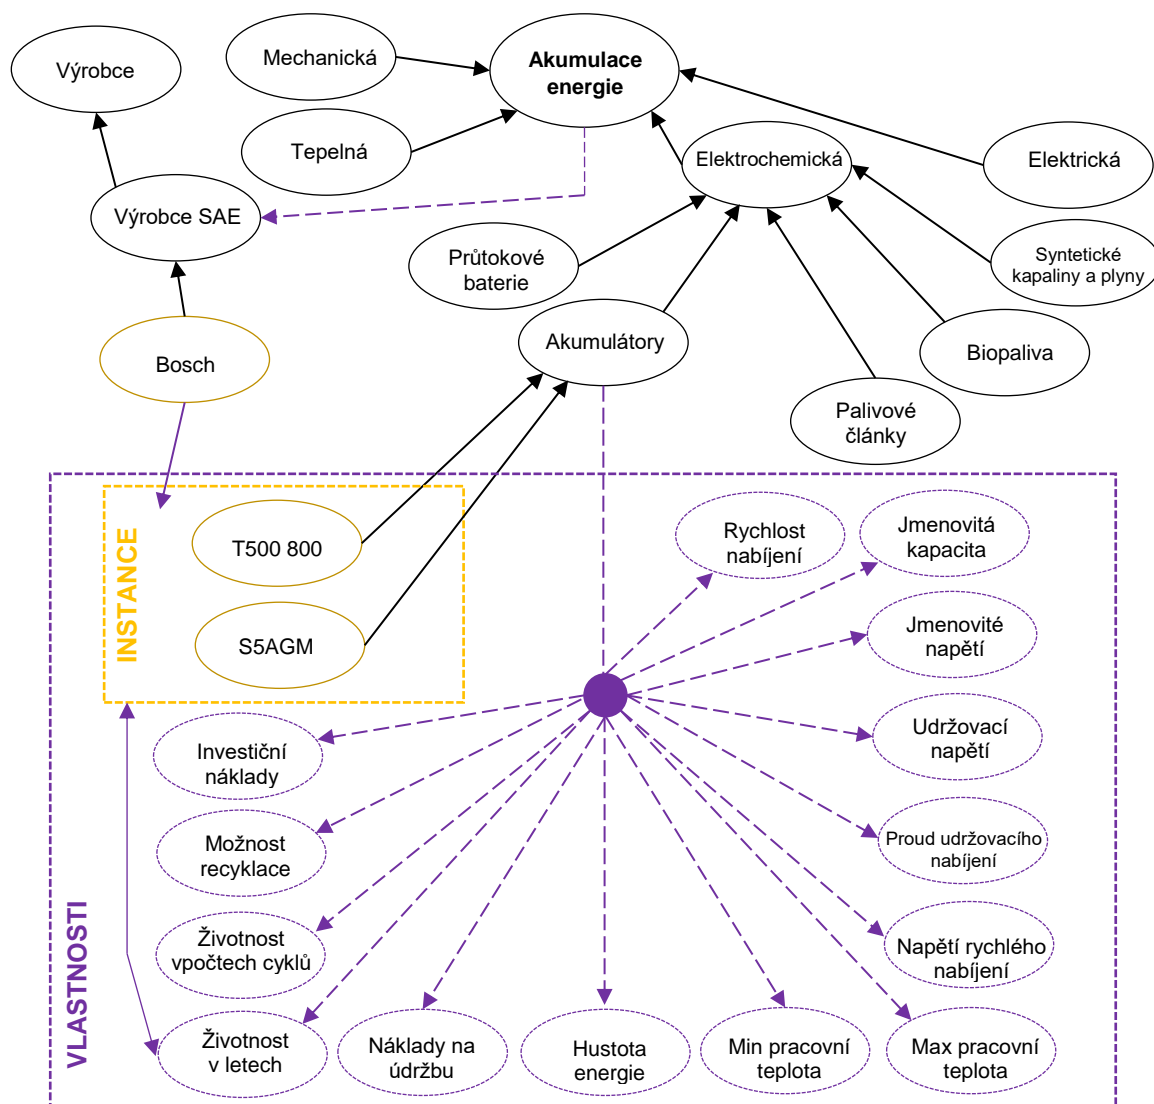 Výrobce
Mechanická
Akumulace
energie
Tepelná
Elektrochemická
Elektrická
Výrobce SAE
Průtokové
baterie
Syntetické
kapaliny a plyny
Akumulátory
Biopaliva
Bosch
Palivové
články
INSTANCE
T500 800
S5AGM
Rychlost
nabíjení
Jmenovitá
kapacita
Jmenovité
napětí
Udržovací
napětí
Proud udržovacího
nabíjení
Napětí rychlého
nabíjení
Investiční
náklady
Možnost
recyklace
Životnost
vpočtech cyklů
VLASTNOSTI
Životnost
v letech
Náklady na
údržbu
Hustota
energie
Min pracovní
teplota
Max pracovní
teplota